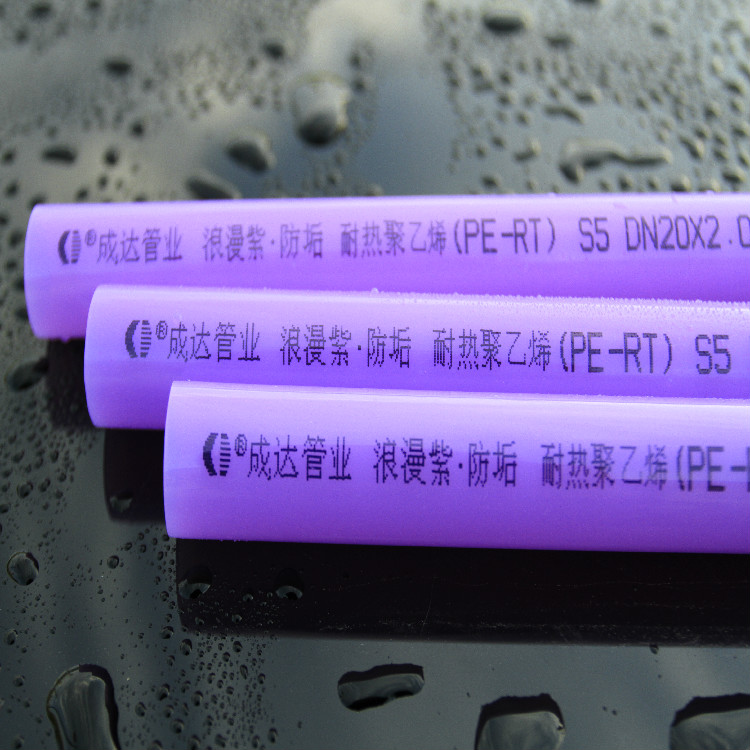 ®成达管业 浪漫紫·防垢 耐热聚乙烯(PE-RT) S5 DN20X2.0
®成达管业 浪漫紫·防垢 耐热聚乙烯(PE-RT) S5
®成达管业 浪漫紫·防垢 耐热聚乙烯(PE-